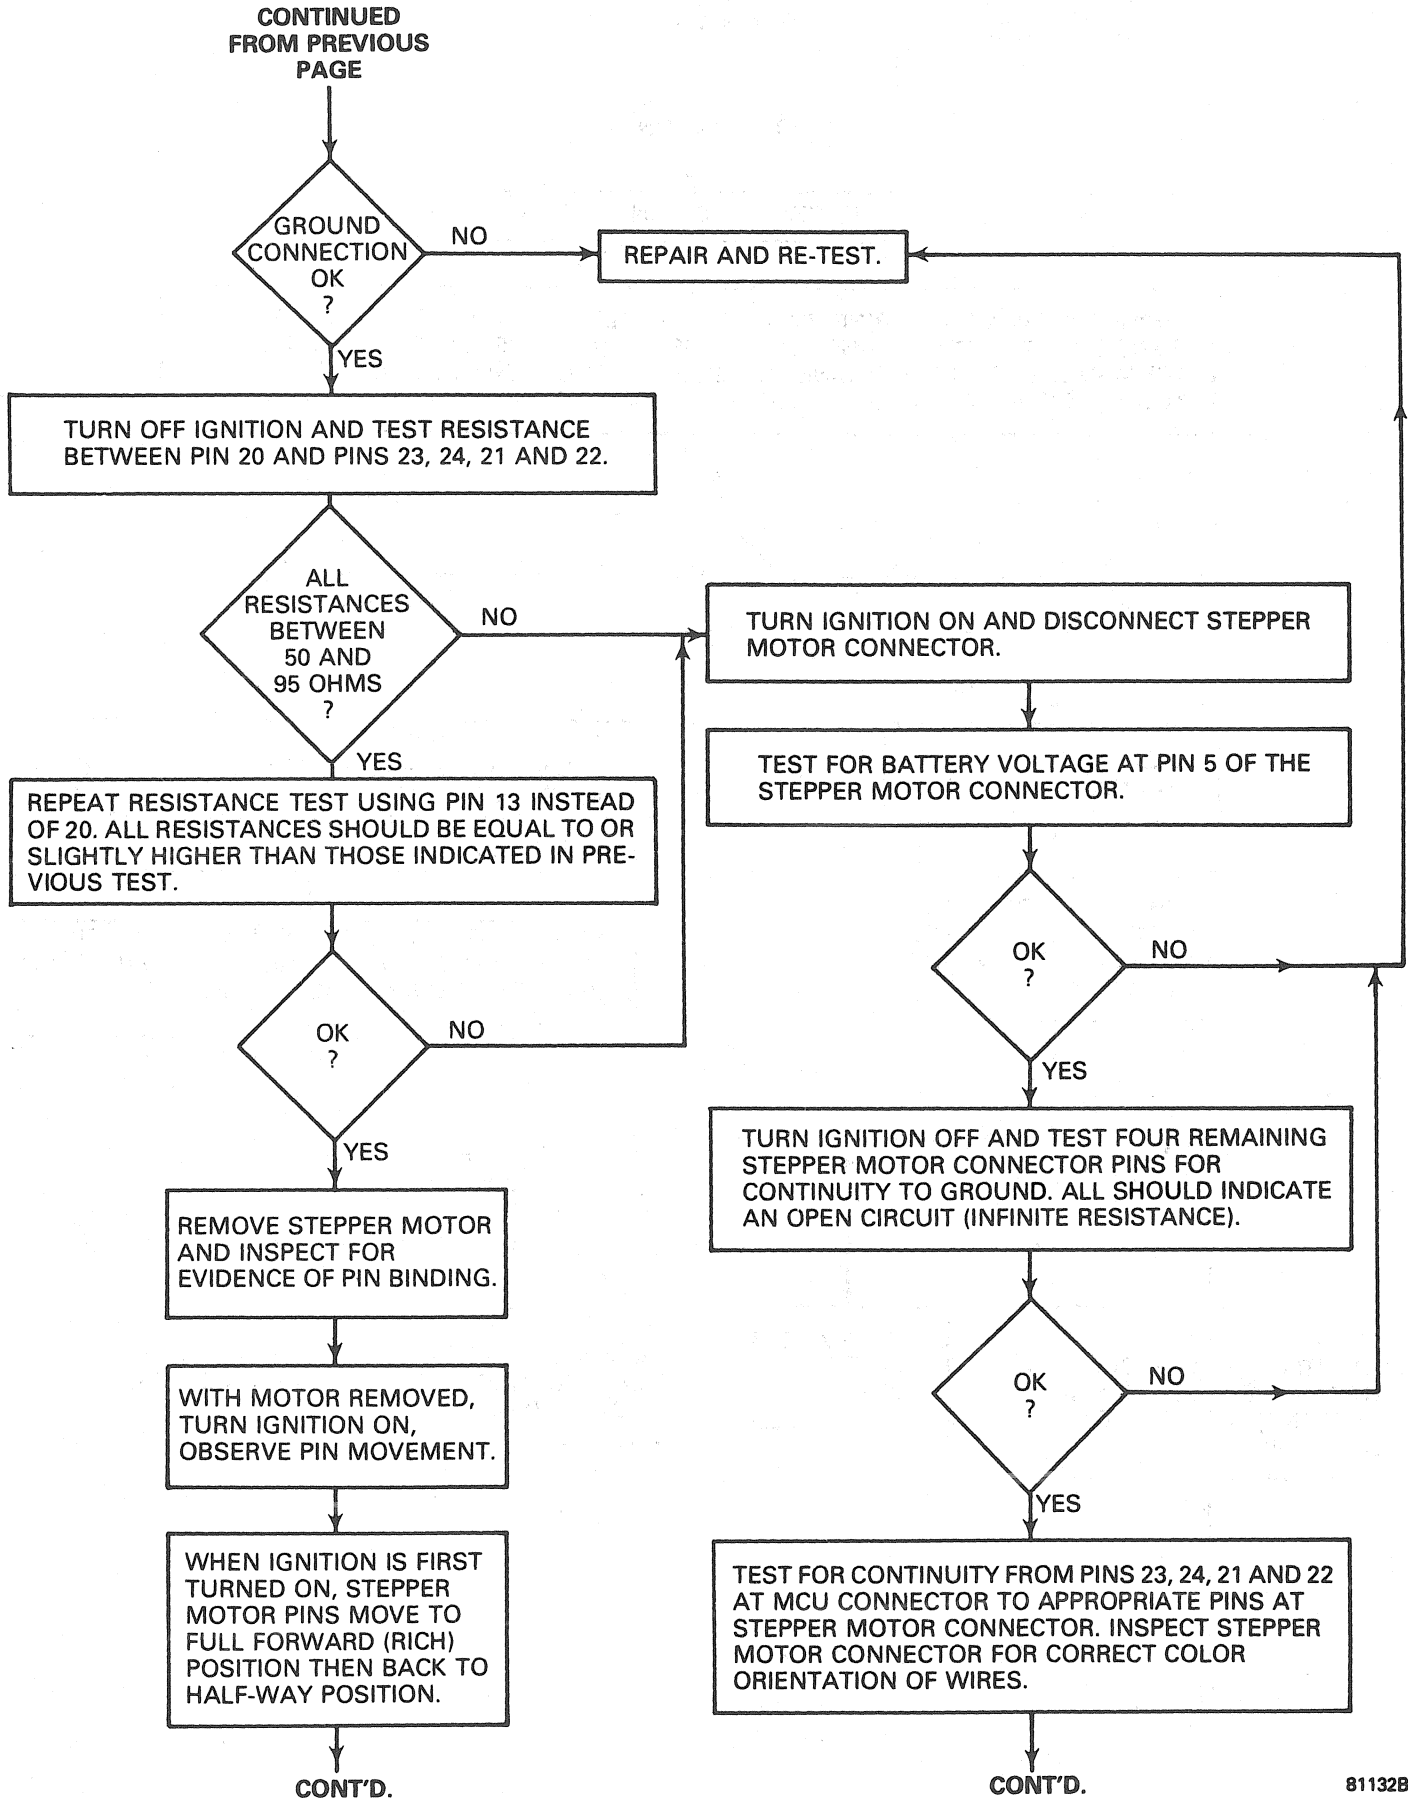 CONTINUED
FROM PREVIOUS
PAGE
GROUND
CONNECTION
OK
?
NO
REPAIR AND RE-TEST.
YES
TURN OFF IGNITION AND TEST RESISTANCE
BETWEEN PIN 20 AND PINS 23, 24, 21 AND 22.
ALL
RESISTANCES
BETWEEN
50 AND
95 OHMS
?
NO
YES
REPEAT RESISTANCE TEST USING PIN 13 INSTEAD
OF 20. ALL RESISTANCES SHOULD BE EQUAL TO OR
SLIGHTLY HIGHER THAN THOSE INDICATED IN PRE-
VIOUS TEST.
OK
?
NO
YES
REMOVE STEPPER MOTOR
AND INSPECT FOR
EVIDENCE OF PIN BINDING.
WITH MOTOR REMOVED,
TURN IGNITION ON,
OBSERVE PIN MOVEMENT.
WHEN IGNITION IS FIRST
TURNED ON, STEPPER
MOTOR PINS MOVE TO
FULL FORWARD (RICH)
POSITION THEN BACK TO
HALF-WAY POSITION.
CONT'D.
TURN IGNITION ON AND DISCONNECT STEPPER
MOTOR CONNECTOR.
TEST FOR BATTERY VOLTAGE AT PIN 5 OF THE
STEPPER MOTOR CONNECTOR.
OK
?
NO
YES
TURN IGNITION OFF AND TEST FOUR REMAINING
STEPPER MOTOR CONNECTOR PINS FOR
CONTINUITY TO GROUND. ALL SHOULD INDICATE
AN OPEN CIRCUIT (INFINITE RESISTANCE).
OK
?
NO
YES
TEST FOR CONTINUITY FROM PINS 23, 24, 21 AND 22
AT MCU CONNECTOR TO APPROPRIATE PINS AT
STEPPER MOTOR CONNECTOR. INSPECT STEPPER
MOTOR CONNECTOR FOR CORRECT COLOR
ORIENTATION OF WIRES.
CONT'D.
81132B